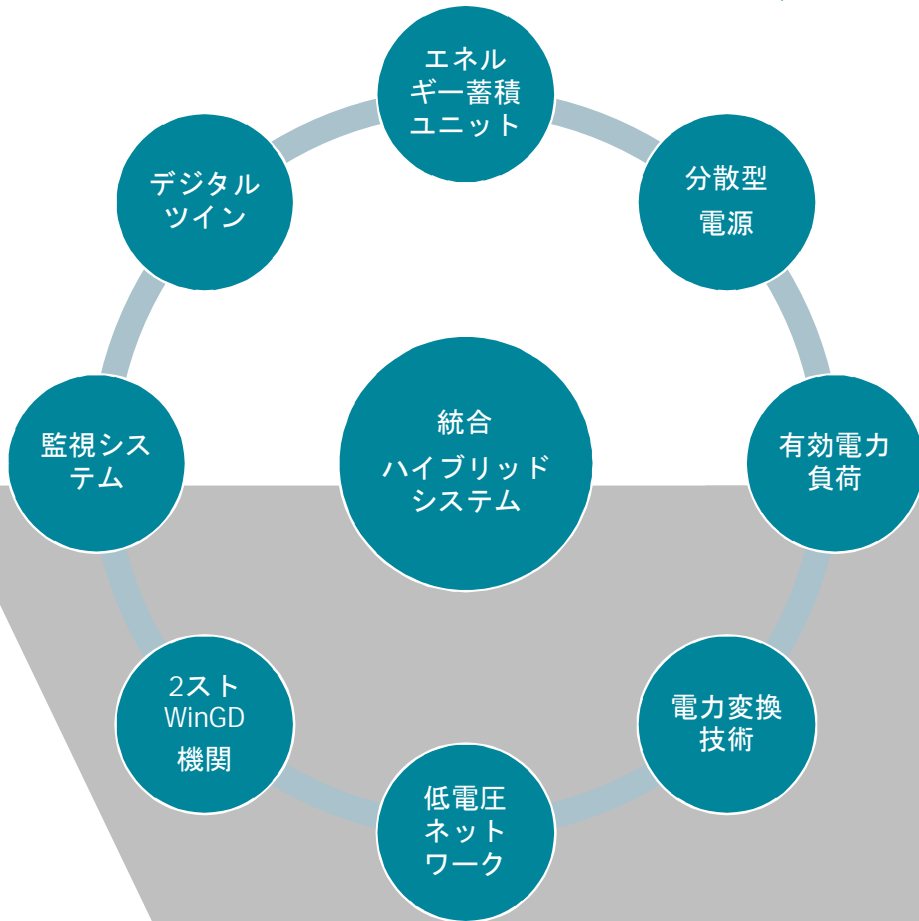 エネル
ギー蓄積
ユニット
分散型
電源
有効電力
負荷
電力変換
技術
低電圧
ネット
ワーク
2スト
WinGD
機関
監視シス
テム
デジタル
ツイン
統合
ハイブリッド
システム